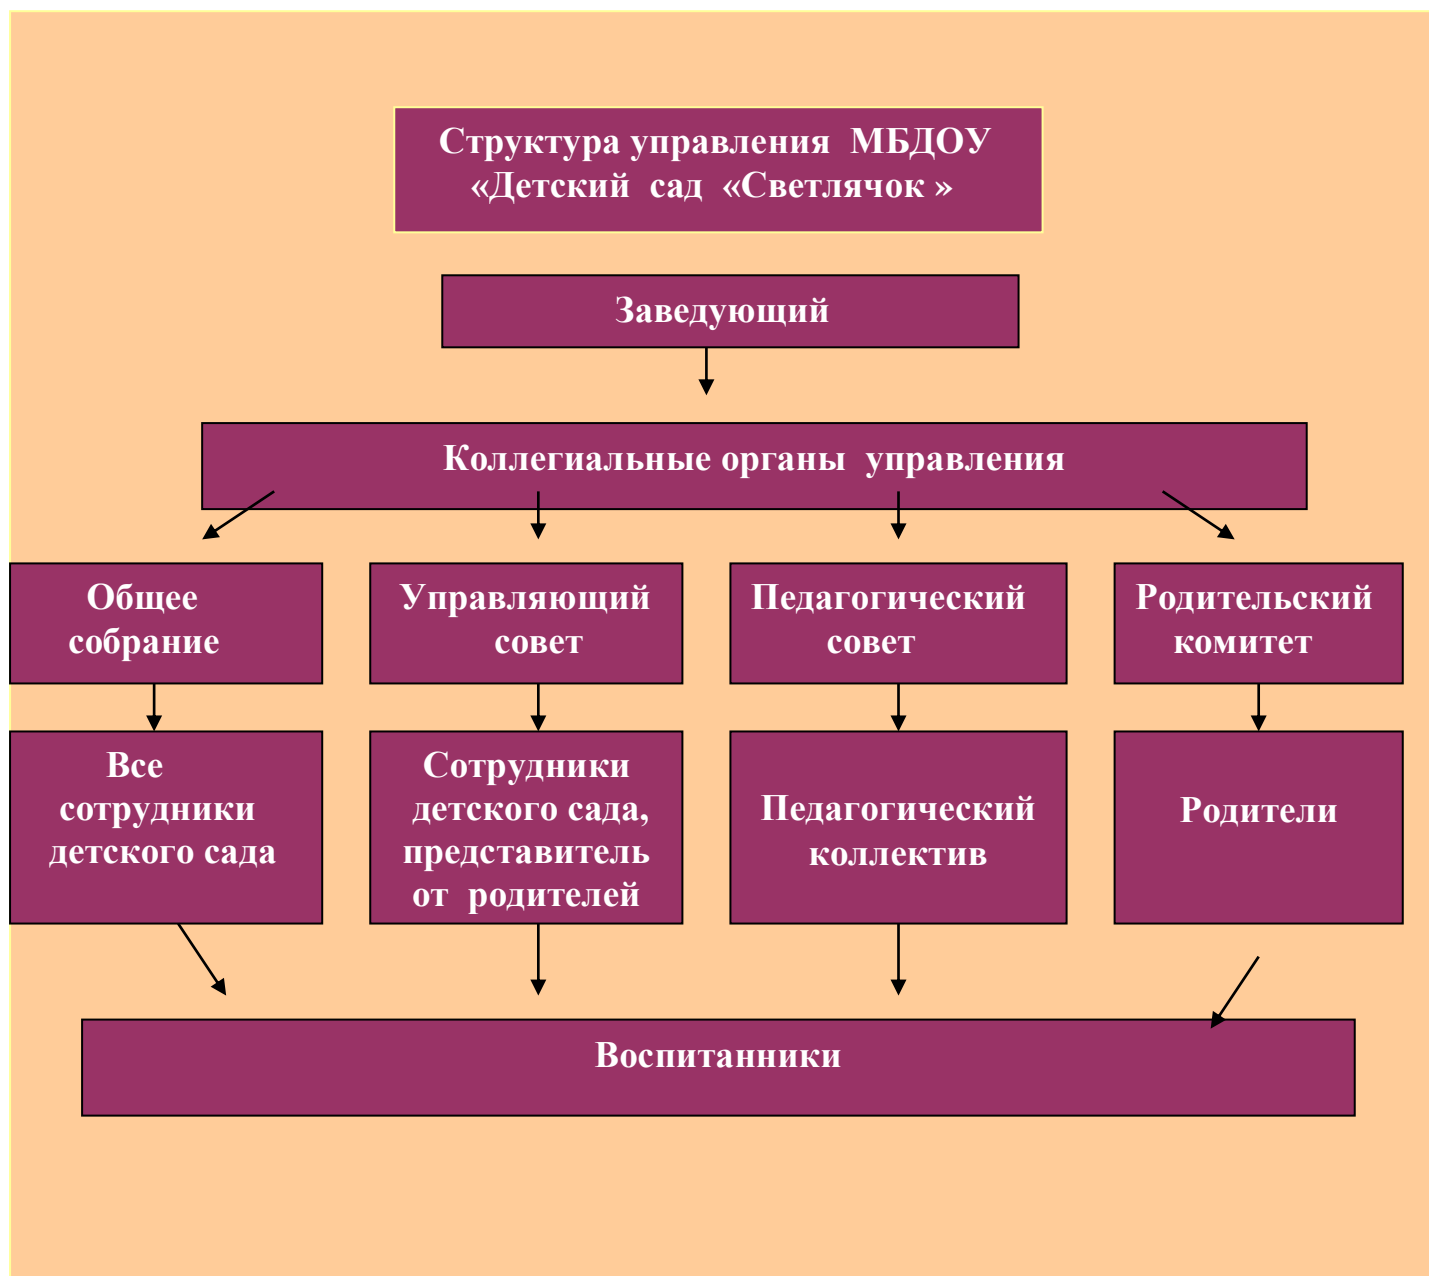 Структура управления МБДОУ
«Детский сад «Светлячок »
Заведующий
Коллегиальные органы управления
Общее
собрание
Управляющий
совет
Педагогический
совет
Родительский
комитет
Все
сотрудники
детского сада
Сотрудники
детского сада,
представитель
от родителей
Педагогический
коллектив
Родители
Воспитанники